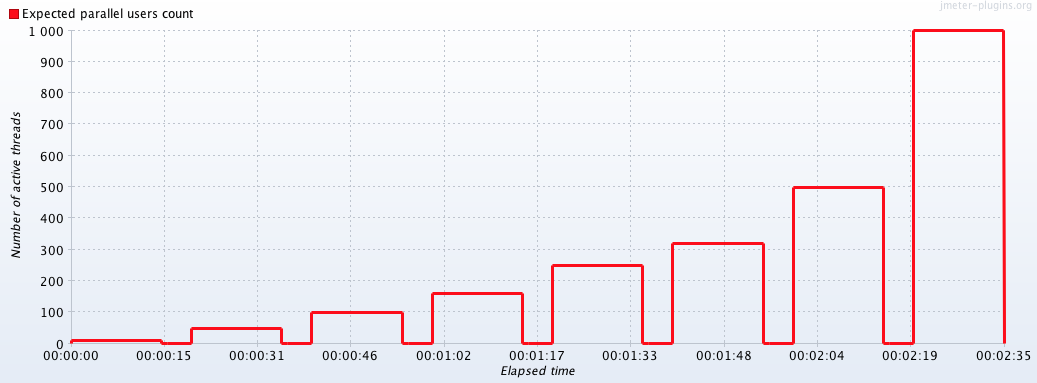 jmeter-plugins.org
Expected parallel users count
1 000
900
800
700
600
500
400
300
200
100
0
Number of active threads
00:00:00 00:00:15 00:00:31 00:00:46 00:01:02 00:01:17 00:01:33 00:01:48 00:02:04 00:02:19 00:02:35
Elapsed time